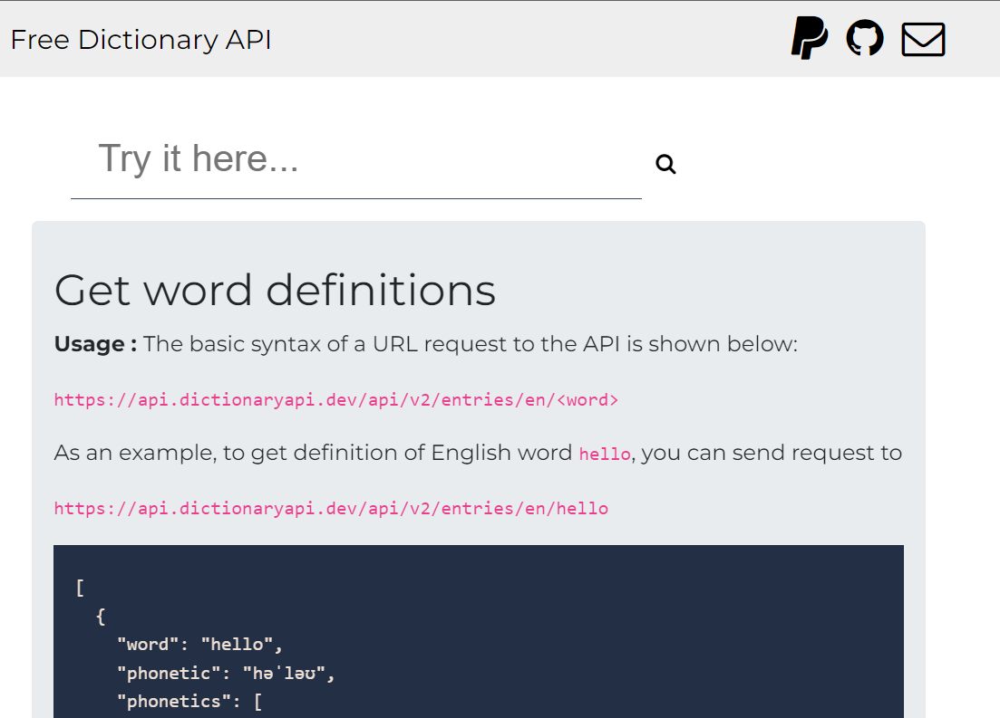 Free Dictionary API
Try it here...
Get word definitions
Usage : The basic syntax of a URL request to the API is shown below:
https://api.dictionaryapi.dev/api/v2/entries/en/<word>
As an example, to get definition of English word hello, you can send request to
https://api.dictionaryapi.dev/api/v2/entries/en/hello
[
{
"word": "hello",
"phonetic": "həˈləʊ",
"phonetics": [